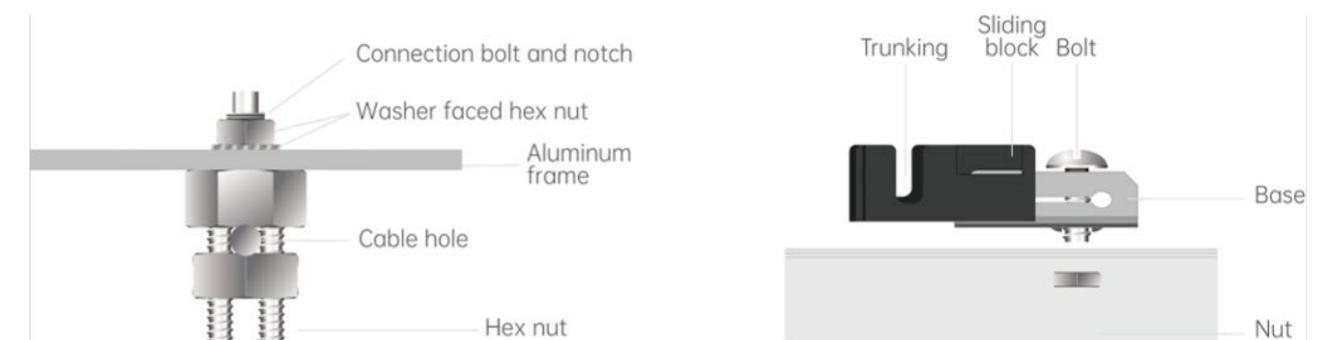 Connection bolt and notch
Washer faced hex nut
Aluminum
frame
Cable hole
Hex nut
Sliding
Trunking block Bolt
Base
Nut